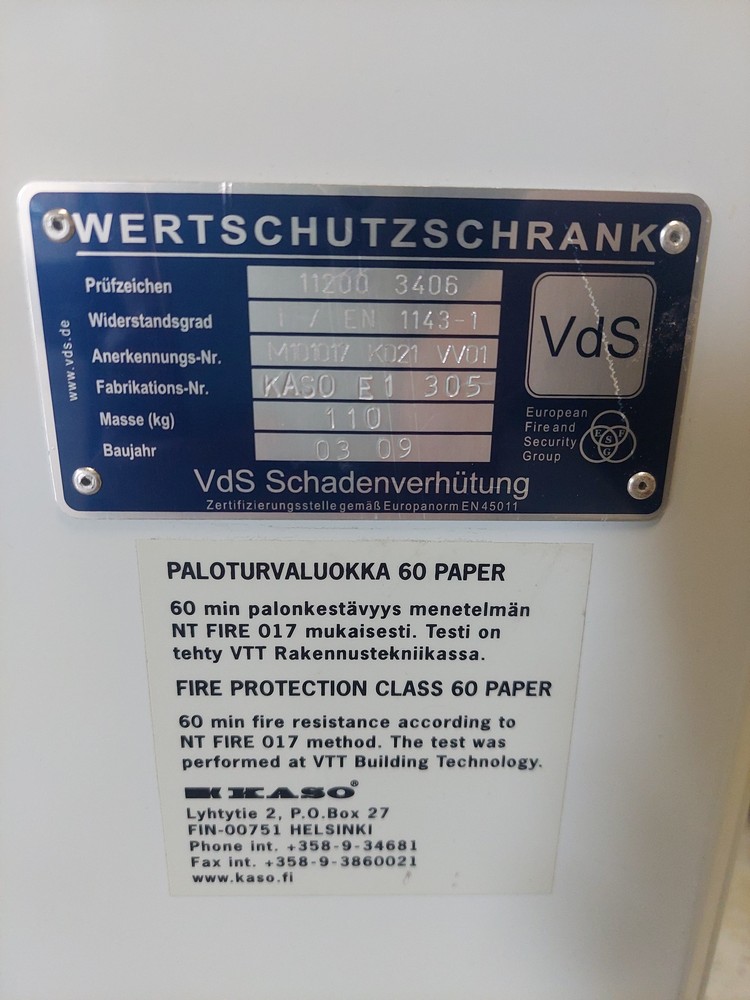 WERTSCHUTZSCHRANK
Prüfzeichen 11200 3406
Widerstandsgrad I / EN 1143-1
Anerkennungs-Nr. M101017 K021 VV01
Fabrikations-Nr. KASO E1 305
Masse (kg) 110
Baujahr 03 09
www.vds.de
VdS
European
Fire and
Security
Group
E F
S
G
VdS Schadenverhütung
Zertifizierungsstelle gemäß Europanorm EN 45011
PALOTURVALUOKKA 60 PAPER
60 min palonkestävyys menetelmän
NT FIRE 017 mukaisesti. Testi on
tehty VTT Rakennustekniikassa.
FIRE PROTECTION CLASS 60 PAPER
60 min fire resistance according to
NT FIRE 017 method. The test was
performed at VTT Building Technology.
KASO®
Lyhtytie 2, P.O.Box 27
FIN-00751 HELSINKI
Phone int. +358-9-34681
Fax int. +358-9-3860021
www.kaso.fi